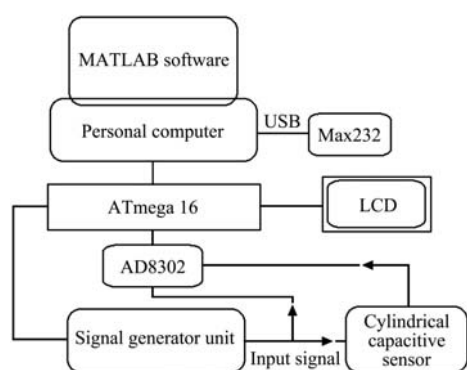 MATLAB software
Personal computer
USB
Max232
ATmega 16
LCD
AD8302
Signal generator unit
Input signal
Cylindrical
capacitive
sensor